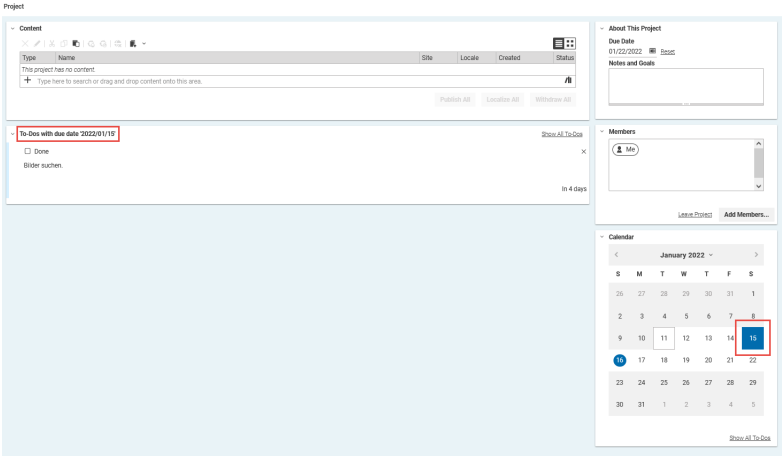 Project
Content
Type Name Site Locale Created Status
This project has no content.
Type here to search or drag and drop content onto this area.
Publish All Localize All Withdraw All
To-Dos with due date '2022/01/15' Show All To-Dos
Done
Bilder suchen.
In 4 days
About This Project
Due Date
01/22/2022 Reset
Notes and Goals
Members
Me
Leave Project Add Members...
Calendar
January 2022
S M T W T F S
26 27 28 29 30 31 1
2 3 4 5 6 7 8
9 10 11 12 13 14 15
16 17 18 19 20 21 22
23 24 25 26 27 28 29
30 31 1 2 3 4 5
Show All To-Dos